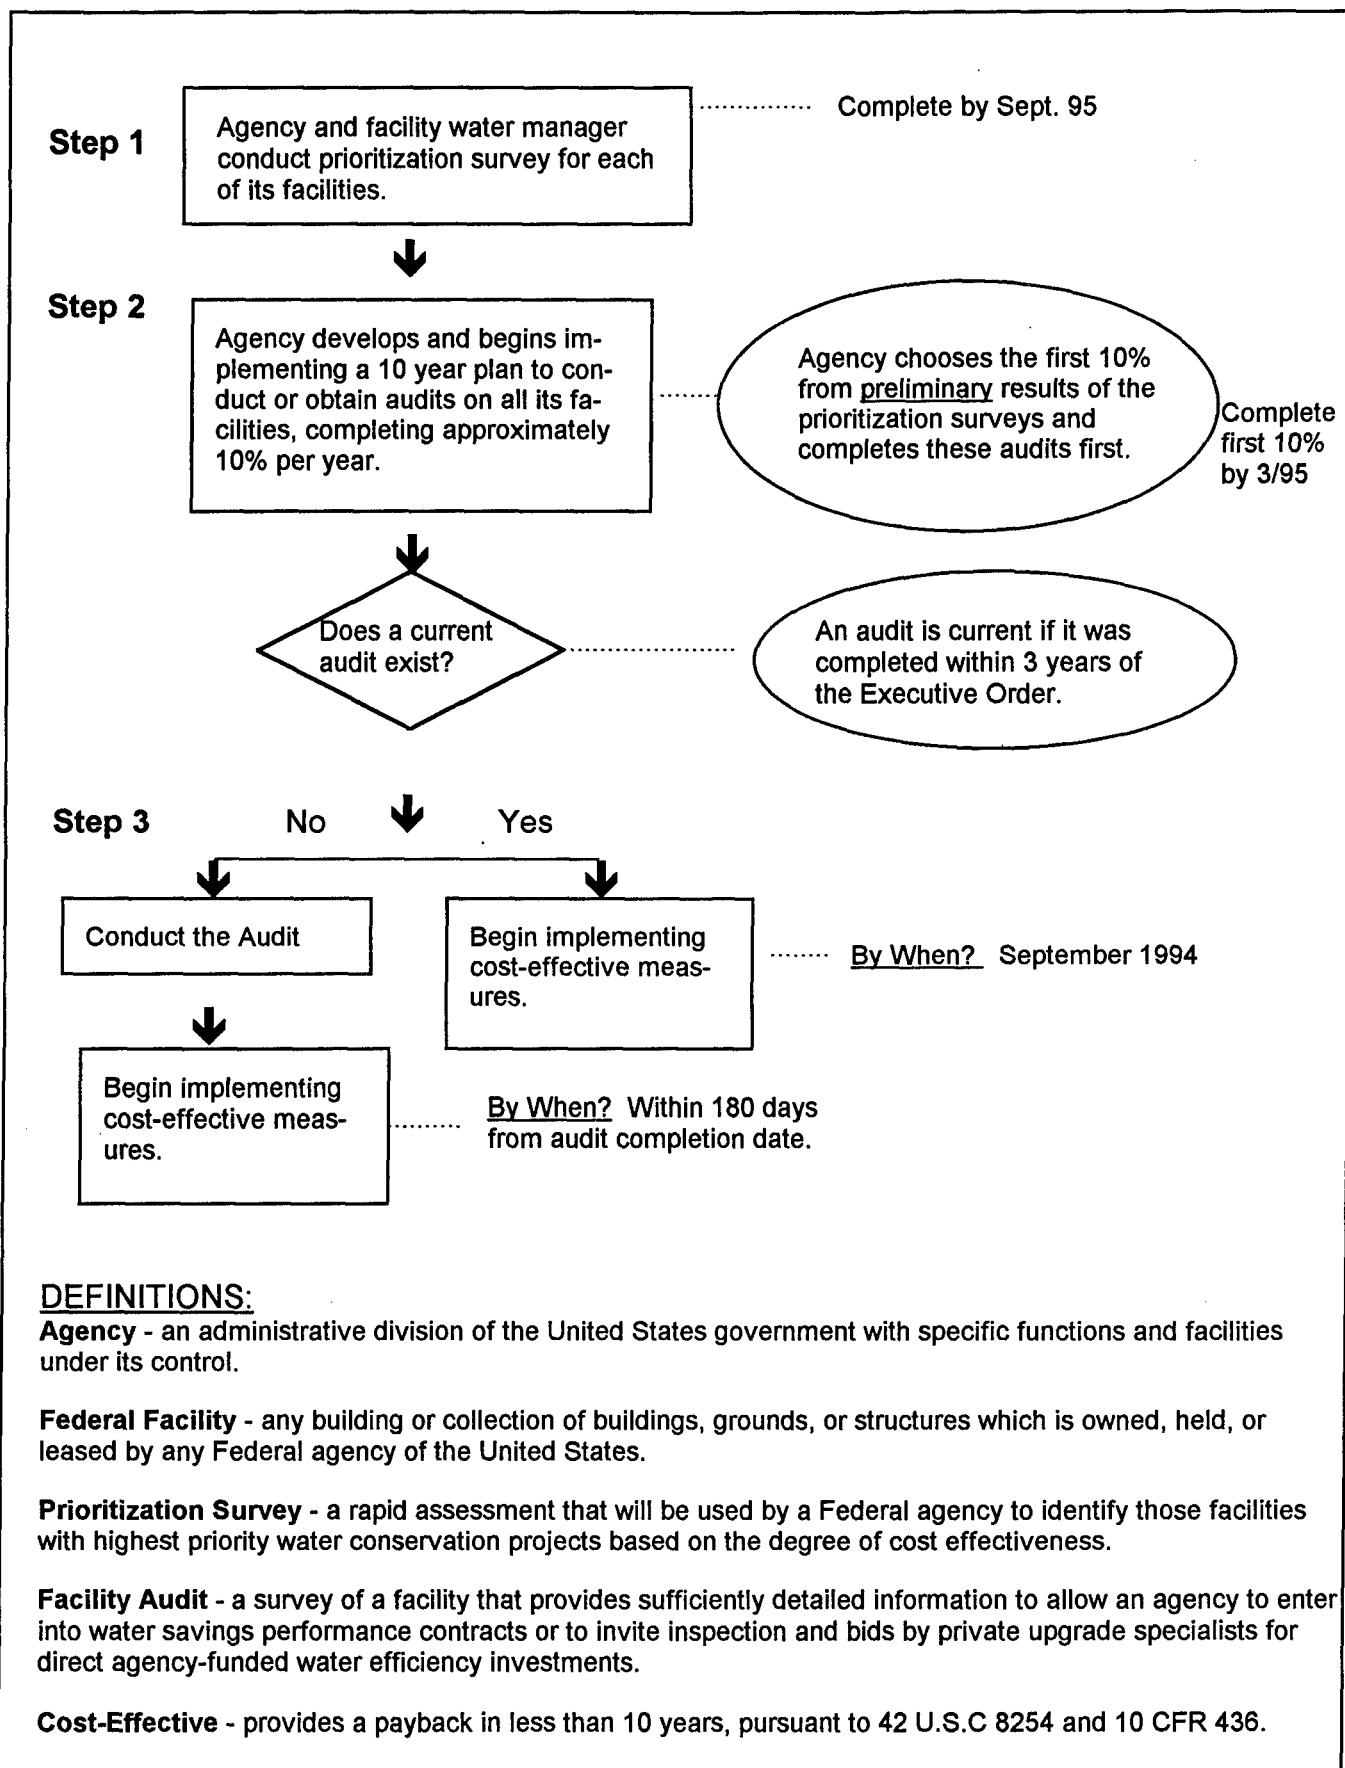 Step 1
Agency and facility water manager
conduct prioritization survey for each
of its facilities.
Complete by Sept. 95
Step 2
Agency develops and begins im-
plementing a 10 year plan to con-
duct or obtain audits on all its fa-
cilities, completing approximately
10% per year.
Agency chooses the first 10%
from preliminary results of the
prioritization surveys and
completes these audits first.
Complete
first 10%
by 3/95
Does a current
audit exist?
An audit is current if it was
completed within 3 years of
the Executive Order.
Step 3
No
Yes
Conduct the Audit
Begin implementing
cost-effective meas-
ures.
By When? September 1994
Begin implementing
cost-effective meas-
ures.
By When? Within 180 days
from audit completion date.
DEFINITIONS:
Agency - an administrative division of the United States government with specific functions and facilities
under its control.
Federal Facility - any building or collection of buildings, grounds, or structures which is owned, held, or
leased by any Federal agency of the United States.
Prioritization Survey - a rapid assessment that will be used by a Federal agency to identify those facilities
with highest priority water conservation projects based on the degree of cost effectiveness.
Facility Audit - a survey of a facility that provides sufficiently detailed information to allow an agency to enter
into water savings performance contracts or to invite inspection and bids by private upgrade specialists for
direct agency-funded water efficiency investments.
Cost-Effective - provides a payback in less than 10 years, pursuant to 42 U.S.C 8254 and 10 CFR 436.